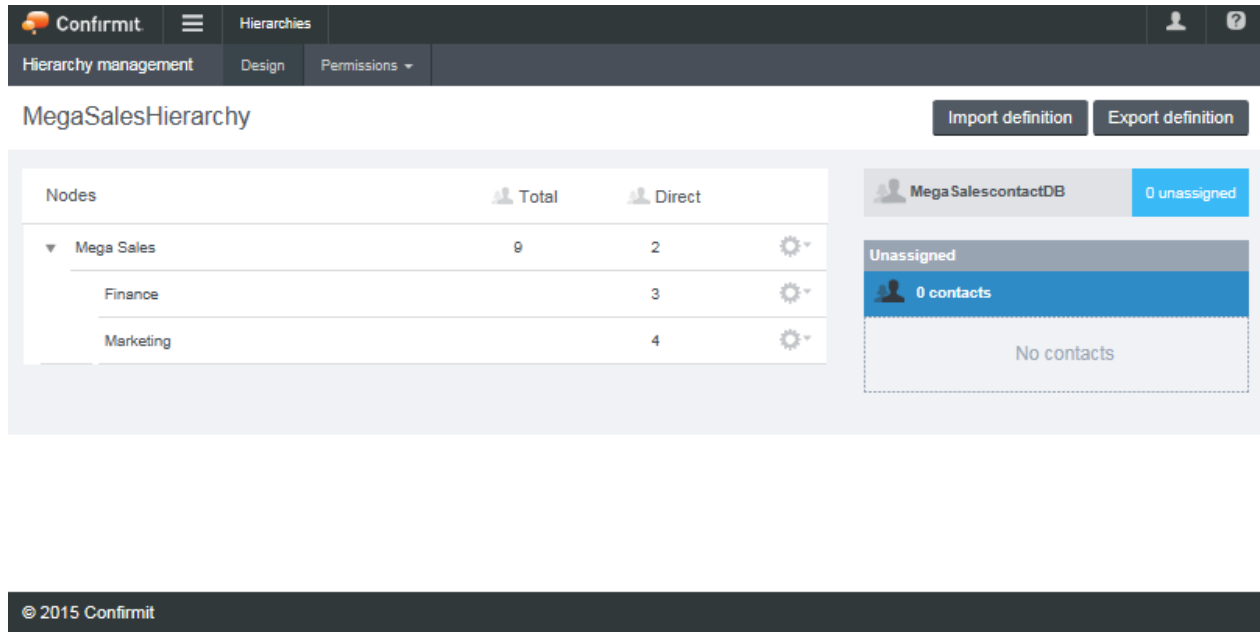 Confirmit. Hierarchies ?
Hierarchy management Design Permissions
MegaSalesHierarchy Import definition Export definition
Nodes Total Direct
MegaSalescontactDB 0 unassigned
Mega Sales 9 2
Unassigned
Finance 3
0 contacts
Marketing 4
No contacts
© 2015 Confirmit